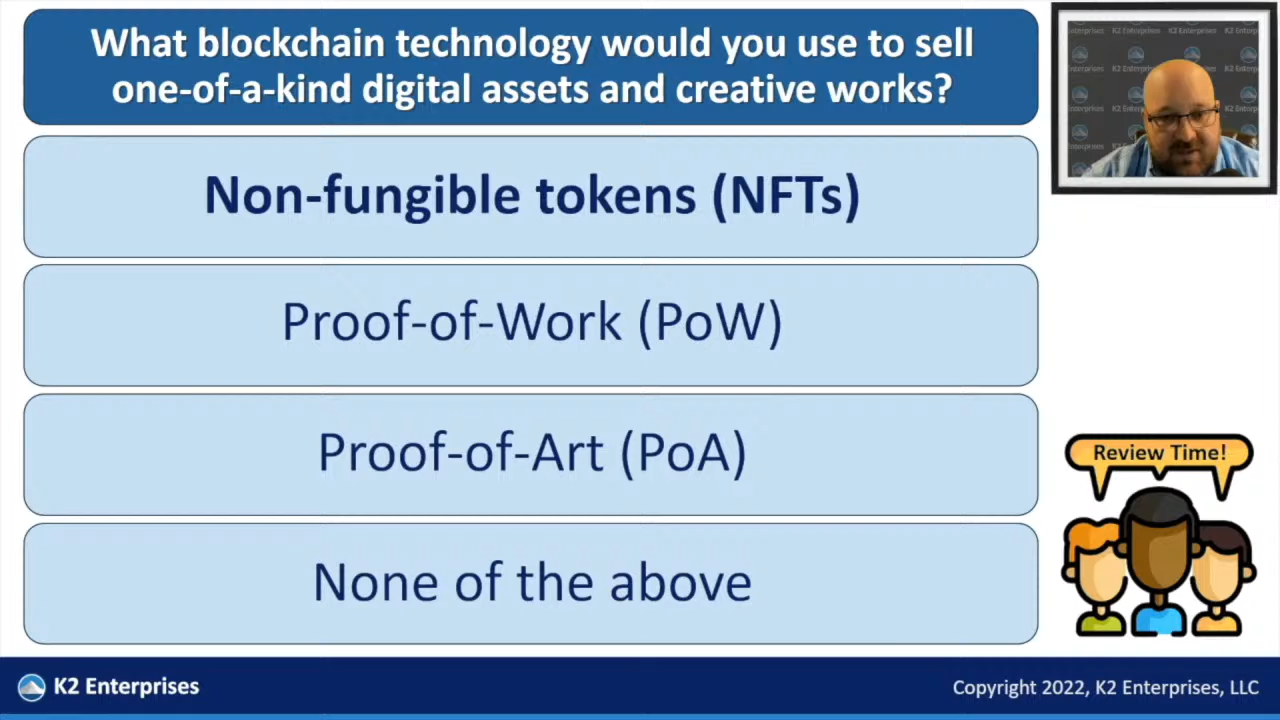 What blockchain technology would you use to sell
one-of-a-kind digital assets and creative works?
Non-fungible tokens (NFTs)
Proof-of-Work (PoW)
Proof-of-Art (PoA)
None of the above
Review Time!
K2 Enterprises
Copyright 2022, K2 Enterprises, LLC